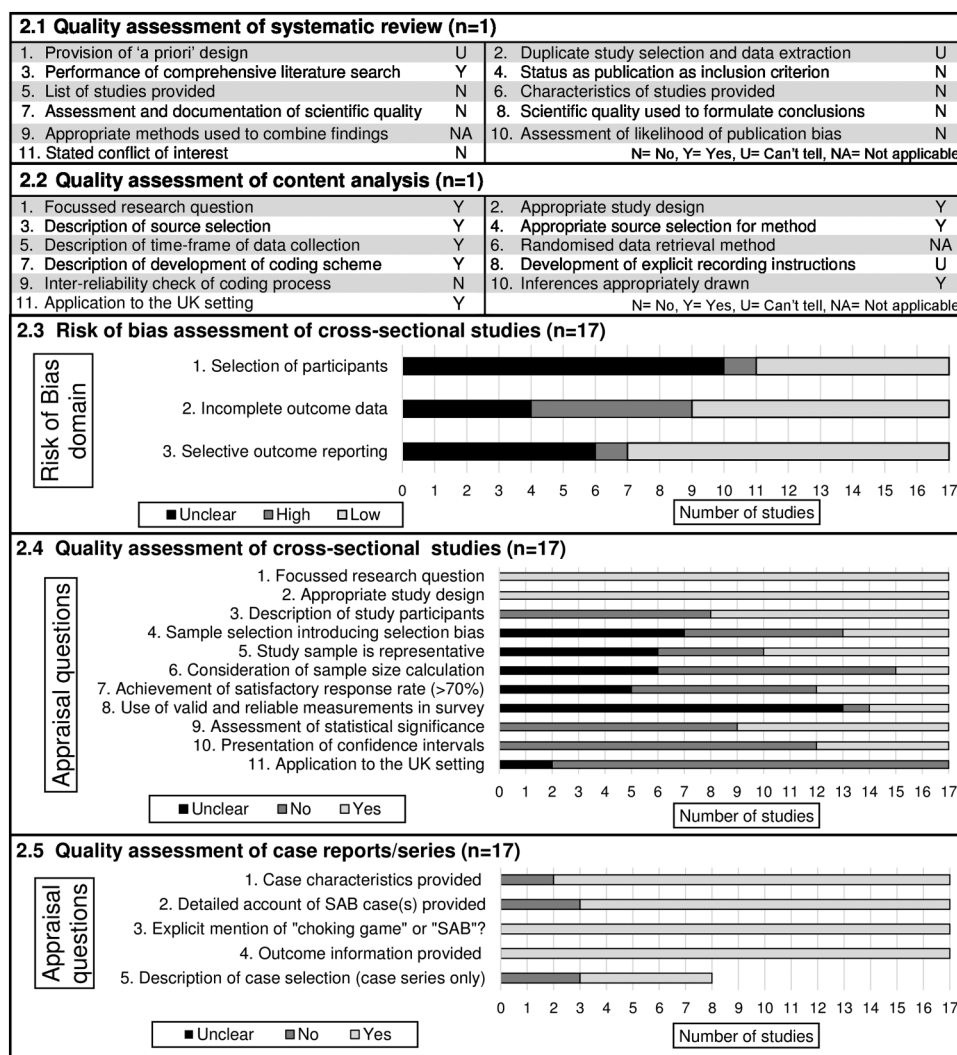 2.1 Quality assessment of systematic review (n=1)
1. Provision of 'a priori' design U 2. Duplicate study selection and data extraction U
3. Performance of comprehensive literature search Y 4. Status as publication as inclusion criterion N
5. List of studies provided N 6. Characteristics of studies provided N
7. Assessment and documentation of scientific quality N 8. Scientific quality used to formulate conclusions N
9. Appropriate methods used to combine findings NA 10. Assessment of likelihood of publication bias N
11. Stated conflict of interest N N= No, Y= Yes, U= Can't tell, NA= Not applicable
2.2 Quality assessment of content analysis (n=1)
1. Focussed research question Y 2. Appropriate study design Y
3. Description of source selection Y 4. Appropriate source selection for method Y
5. Description of time-frame of data collection Y 6. Randomised data retrieval method NA
7. Description of development of coding scheme Y 8. Development of explicit recording instructions U
9. Inter-reliability check of coding process N 10. Inferences appropriately drawn Y
11. Application to the UK setting Y N= No, Y= Yes, U= Can't tell, NA= Not applicable
2.3 Risk of bias assessment of cross-sectional studies (n=17)
Risk of Bias
domain
1. Selection of participants
2. Incomplete outcome data
3. Selective outcome reporting
0 1 2 3 4 5 6 7 8 9 10 11 12 13 14 15 16 17
Unclear High Low
Number of studies
2.4 Quality assessment of cross-sectional studies (n=17)
Appraisal questions
1. Focussed research question
2. Appropriate study design
3. Description of study participants
4. Sample selection introducing selection bias
5. Study sample is representative
6. Consideration of sample size calculation
7. Achievement of satisfactory response rate (>70%)
8. Use of valid and reliable measurements in survey
9. Assessment of statistical significance
10. Presentation of confidence intervals
11. Application to the UK setting
0 1 2 3 4 5 6 7 8 9 10 11 12 13 14 15 16 17
Unclear No Yes
Number of studies
2.5 Quality assessment of case reports/series (n=17)
Appraisal
questions
1. Case characteristics provided
2. Detailed account of SAB case(s) provided
3. Explicit mention of "choking game" or "SAB"?
4. Outcome information provided
5. Description of case selection (case series only)
0 1 2 3 4 5 6 7 8 9 10 11 12 13 14 15 16 17
Unclear No Yes
Number of studies